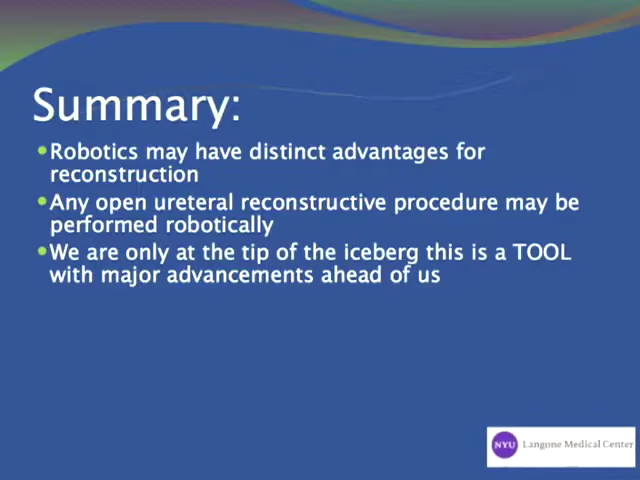 Summary:
•Robotics may have distinct advantages for
reconstruction
•Any open ureteral reconstructive procedure may be
performed robotically
•We are only at the tip of the iceberg this is a TOOL
with major advancements ahead of us
NYU Langone Medical Center